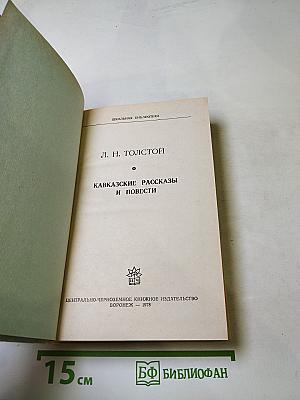 ШКОЛЬНАЯ БИБЛИОТЕКА
Л. Н. ТОЛСТОЙ
КАВКАЗСКИЕ РАССКАЗЫ
И ПОВЕСТИ
ЦЕНТРАЛЬНО-ЧЕРНОЗЕМНОЕ КНИЖНОЕ ИЗДАТЕЛЬСТВО
ВОРОНЕЖ — 1978
15 см
БФ БИБЛИОФАН